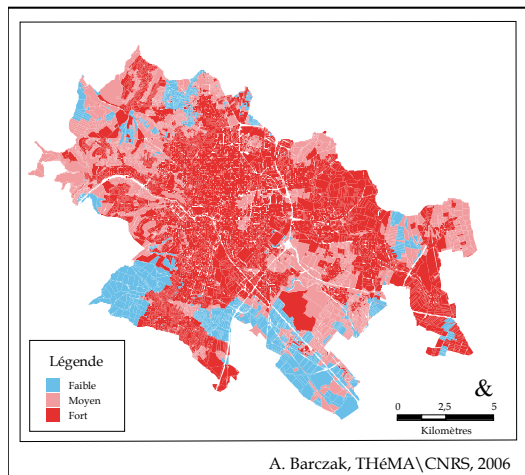 Légende
Faible
Moyen
Fort
&
0 2,5 5
Kilomètres
A. Barczak, THéMA\CNRS, 2006